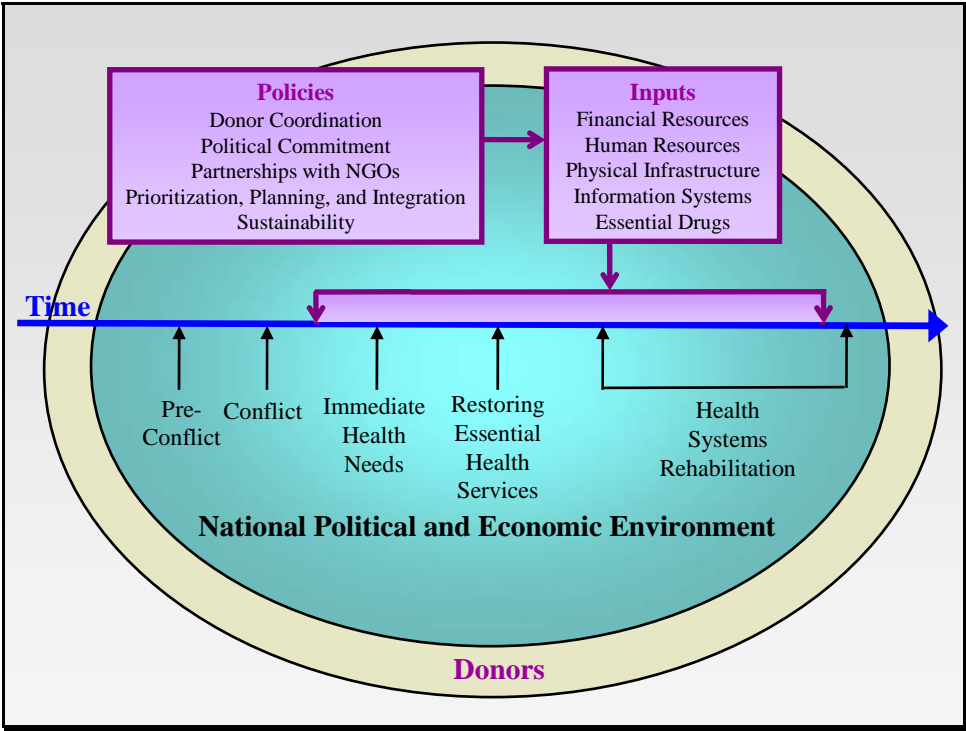 Policies
Donor Coordination
Political Commitment
Partnerships with NGOs
Prioritization, Planning, and Integration
Sustainability
Inputs
Financial Resources
Human Resources
Physical Infrastructure
Information Systems
Essential Drugs
Time
Pre-
Conflict
Conflict
Immediate
Health
Needs
Restoring
Essential
Health
Services
Health
Systems
Rehabilitation
National Political and Economic Environment
Donors